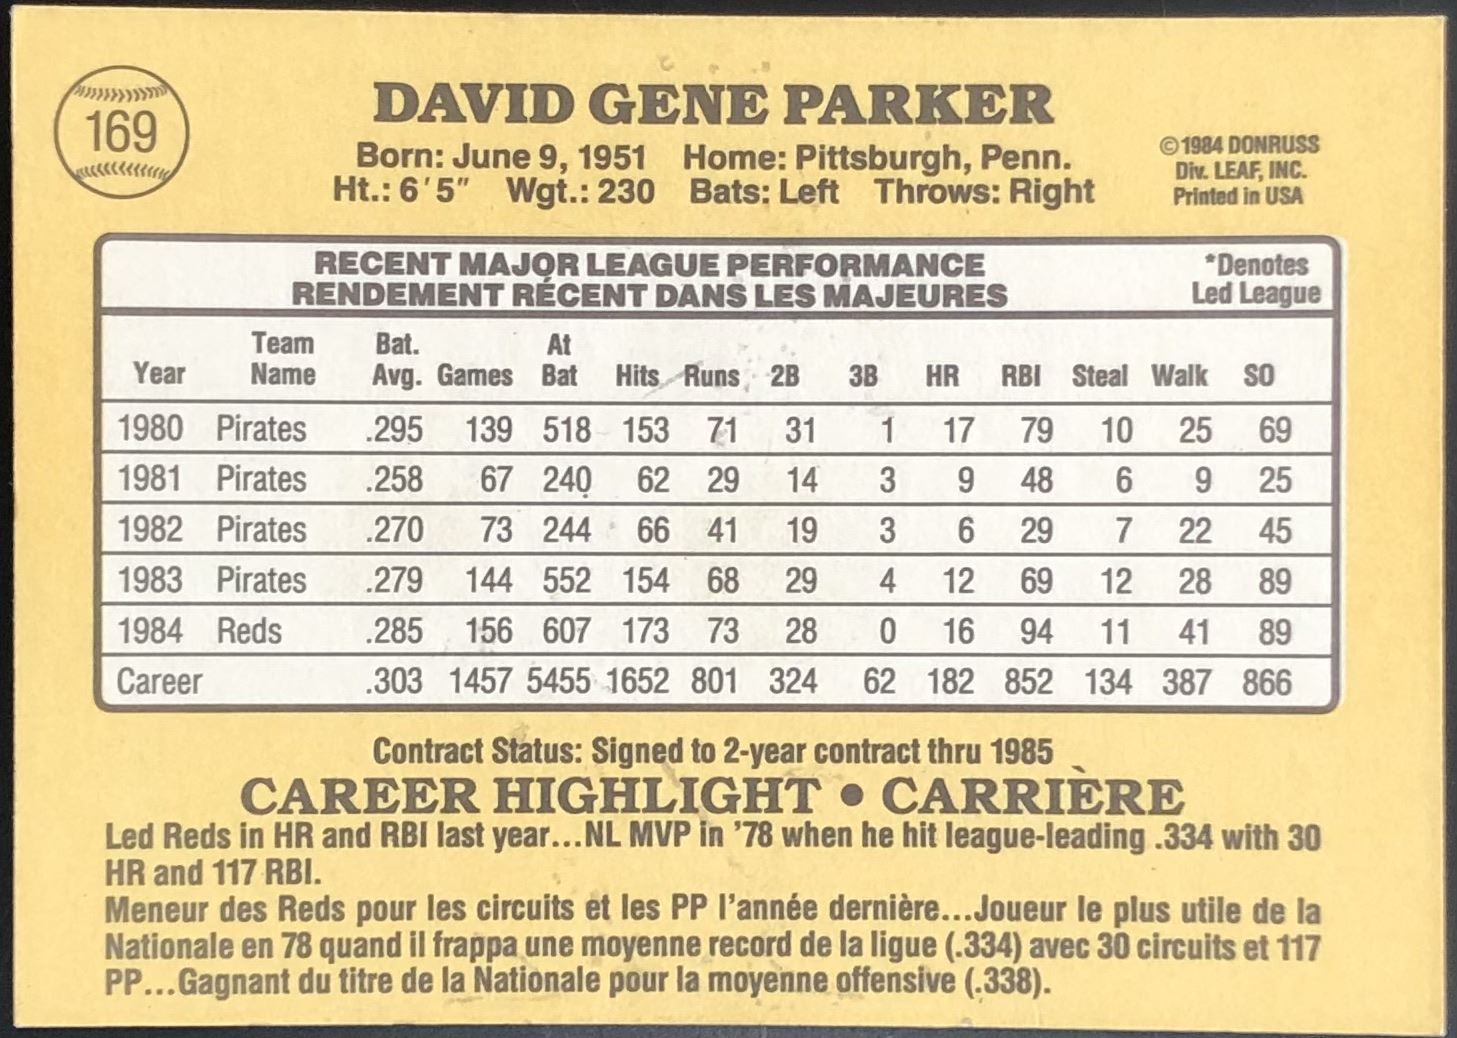 169
DAVID GENE PARKER
Born: June 9, 1951 Home: Pittsburgh, Penn.
Ht.: 6'5" Wgt.: 230 Bats: Left Throws: Right
©1984 DONRUSS
Div. LEAF, INC.
Printed in USA
RECENT MAJOR LEAGUE PERFORMANCE
RENDEMENT RÉCENT DANS LES MAJEURES
*Denotes
Led League
Year Team Name Bat. Avg. Games At Bat Hits Runs 2B 3B HR RBI Steal Walk SO
1980 Pirates .295 139 518 153 71 31 1 17 79 10 25 69
1981 Pirates .258 67 240 62 29 14 3 9 48 6 9 25
1982 Pirates .270 73 244 66 41 19 3 6 29 7 22 45
1983 Pirates .279 144 552 154 68 29 4 12 69 12 28 89
1984 Reds .285 156 607 173 73 28 0 16 94 11 41 89
Career .303 1457 5455 1652 801 324 62 182 852 134 387 866
Contract Status: Signed to 2-year contract thru 1985
CAREER HIGHLIGHT • CARRIÈRE
Led Reds in HR and RBI last year...NL MVP in '78 when he hit league-leading .334 with 30
HR and 117 RBI.
Meneur des Reds pour les circuits et les PP l'année dernière...Joueur le plus utile de la
Nationale en 78 quand il frappa une moyenne record de la ligue (.334) avec 30 circuits et 117
PP...Gagnant du titre de la Nationale pour la moyenne offensive (.338).